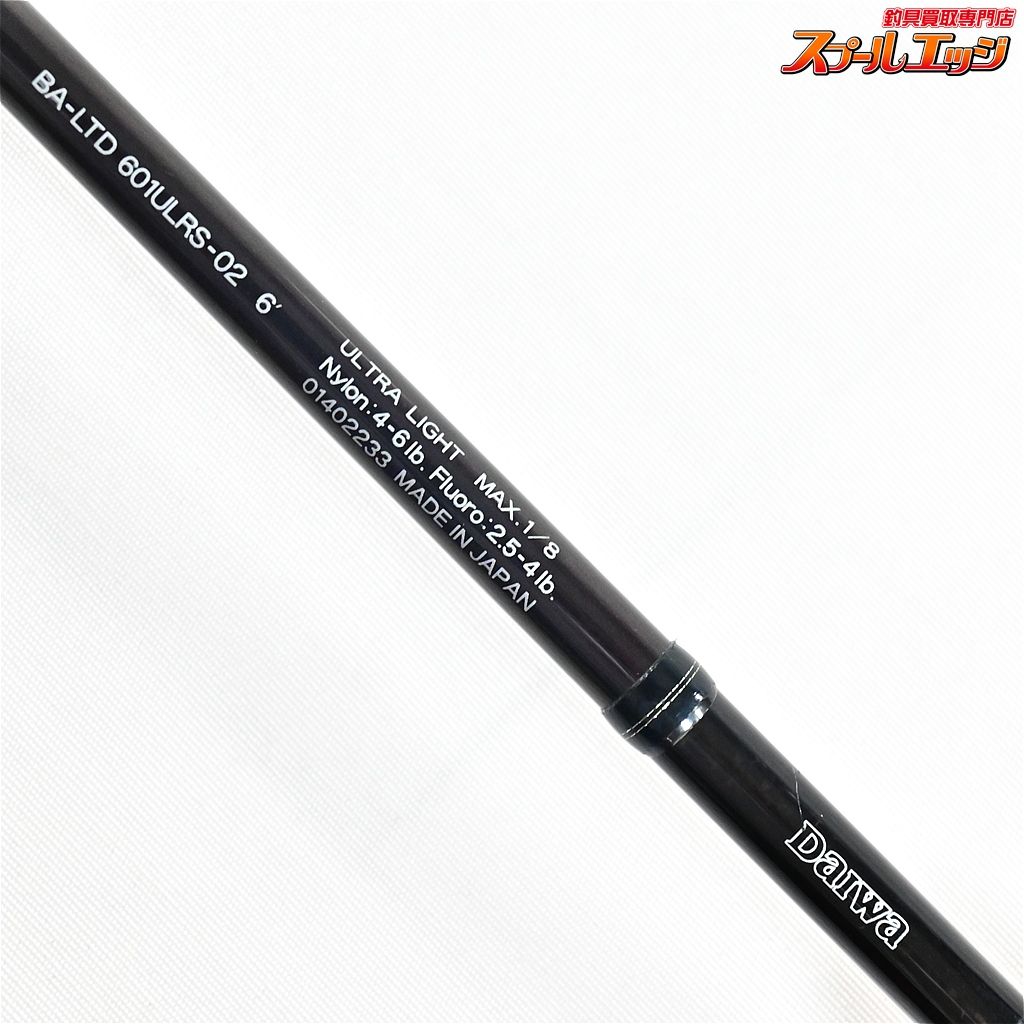 釣具買取専門店
スプールエッジ
BA-LTD 601ULRS-02 6′
ULTRA LIGHT MAX.1/8
Nylon:4-6lb. Fluoro:2.5-4lb.
01402233 MADE IN JAPAN
Daiwa